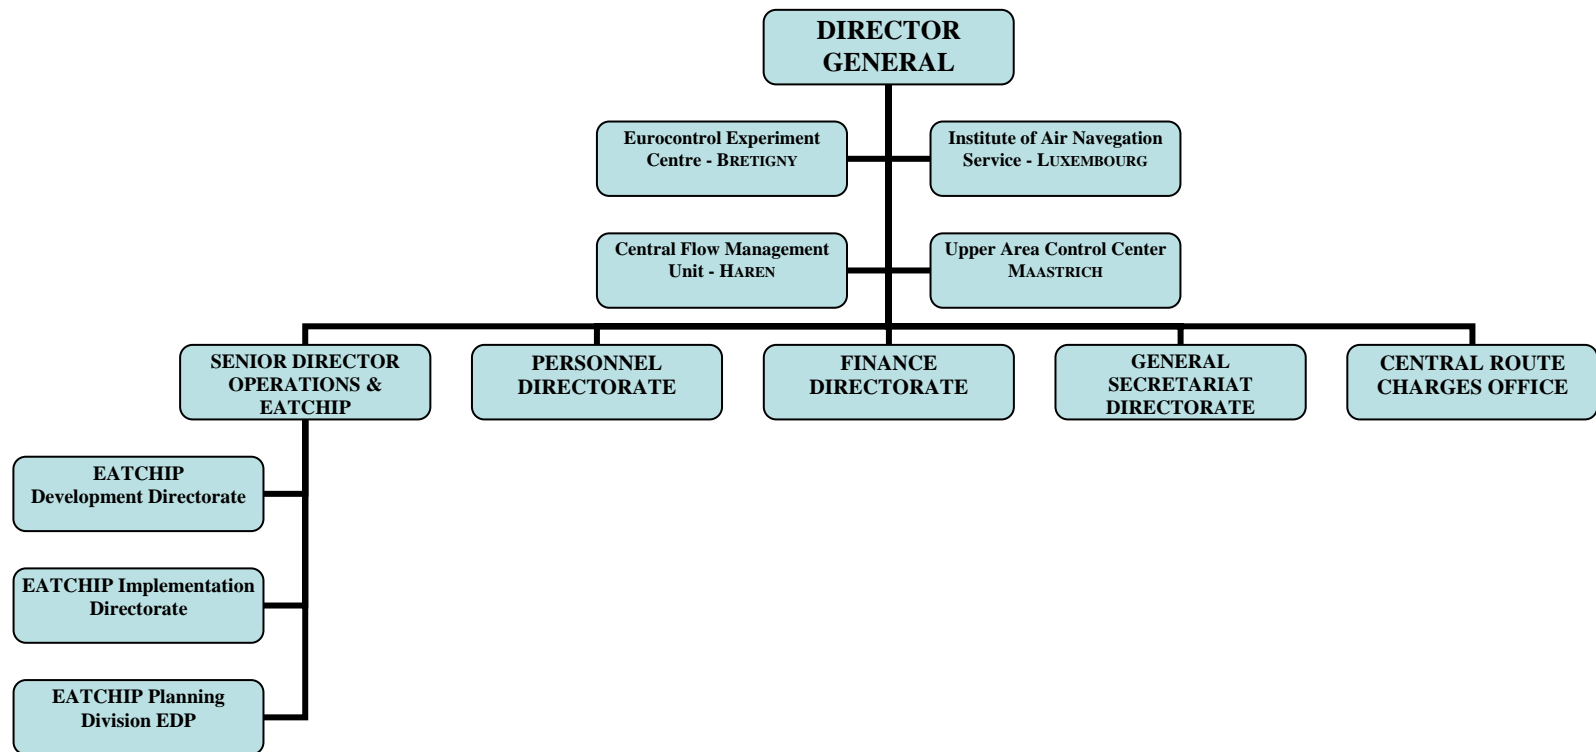 DIRECTOR
GENERAL
Eurocontrol Experiment
Centre - BRETIGNY
Institute of Air Navegation
Service - LUXEMBOURG
Central Flow Management
Unit - HAREN
Upper Area Control Center
MAASTRICH
SENIOR DIRECTOR
OPERATIONS &
EATCHIP
PERSONNEL
DIRECTORATE
FINANCE
DIRECTORATE
GENERAL
SECRETARIAT
DIRECTORATE
CENTRAL ROUTE
CHARGES OFFICE
EATCHIP
Development Directorate
EATCHIP Implementation
Directorate
EATCHIP Planning
Division EDP